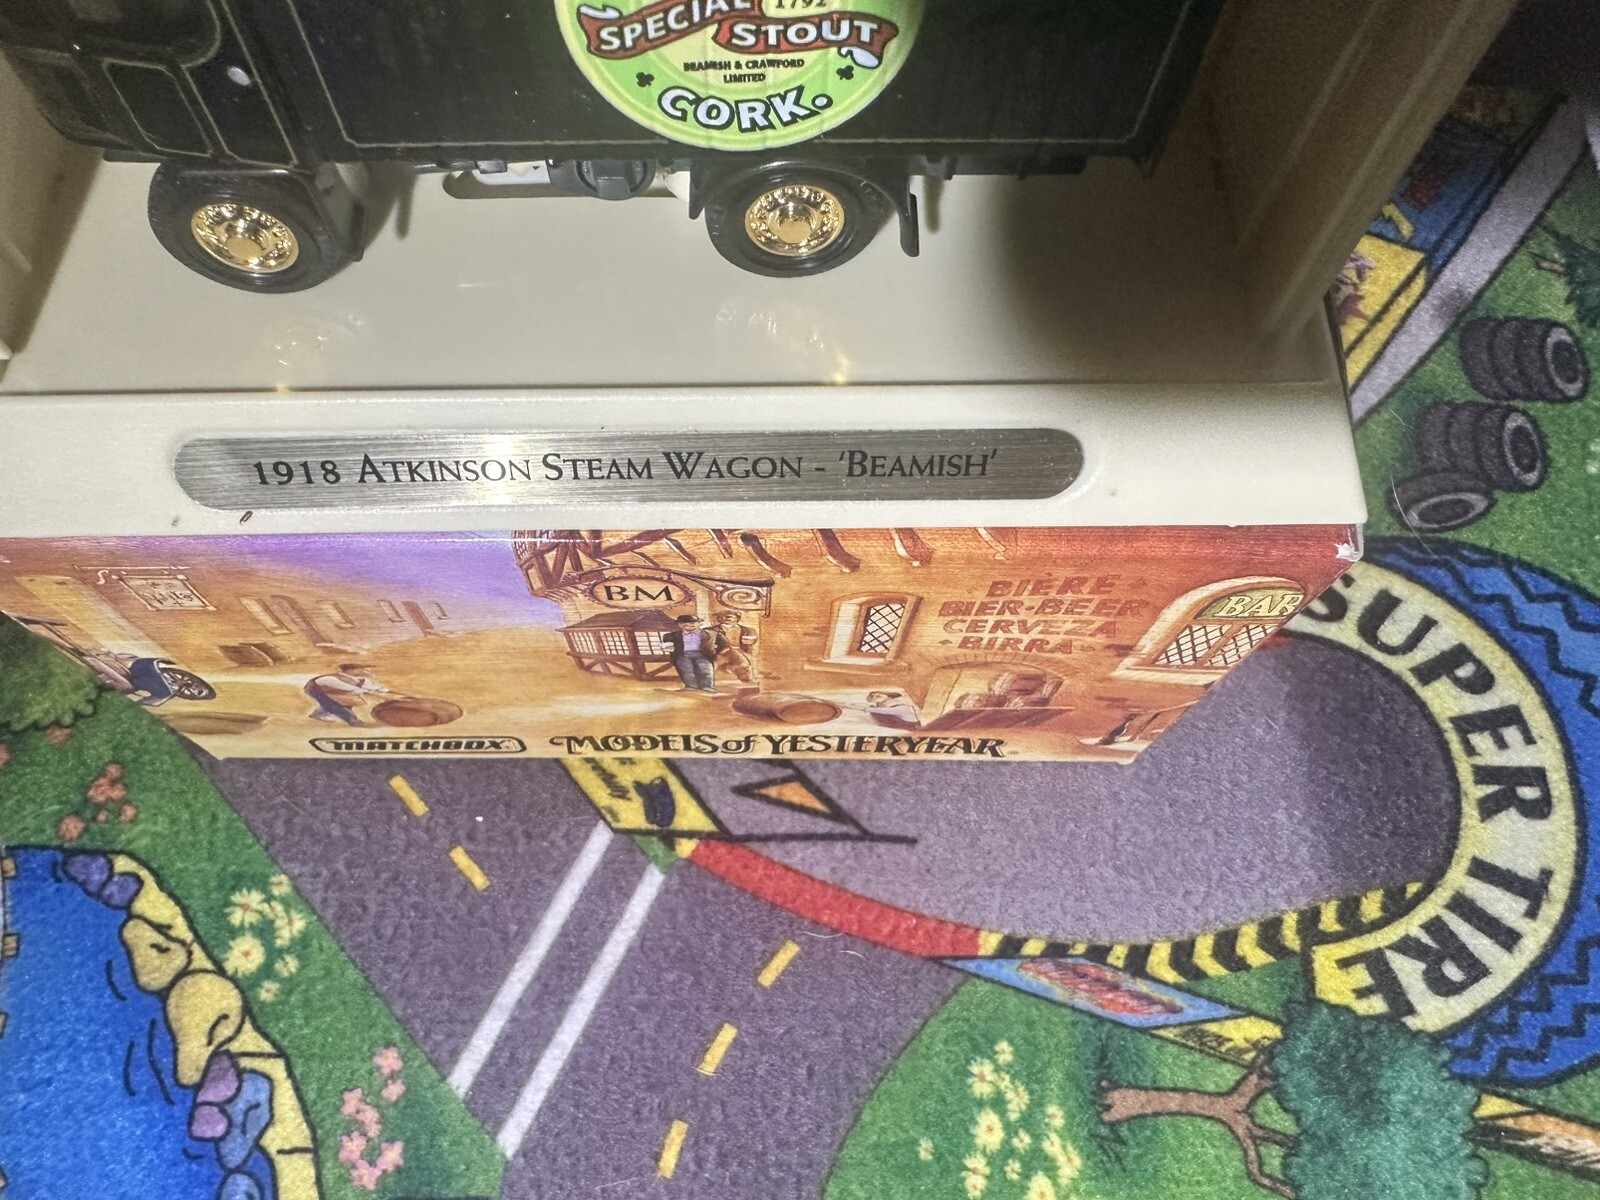 SPECIAL
1792
STOUT
BEAMISH & CRAWFORD
LIMITED
CORK.
1918 ATKINSON STEAM WAGON - 'BEAMISH'
BM
BIÈRE
BIER-BEER
CERVEZA
BIRRA
BAR
MATCHBOX MODELS of YESTERYEAR
SUPER TIRE